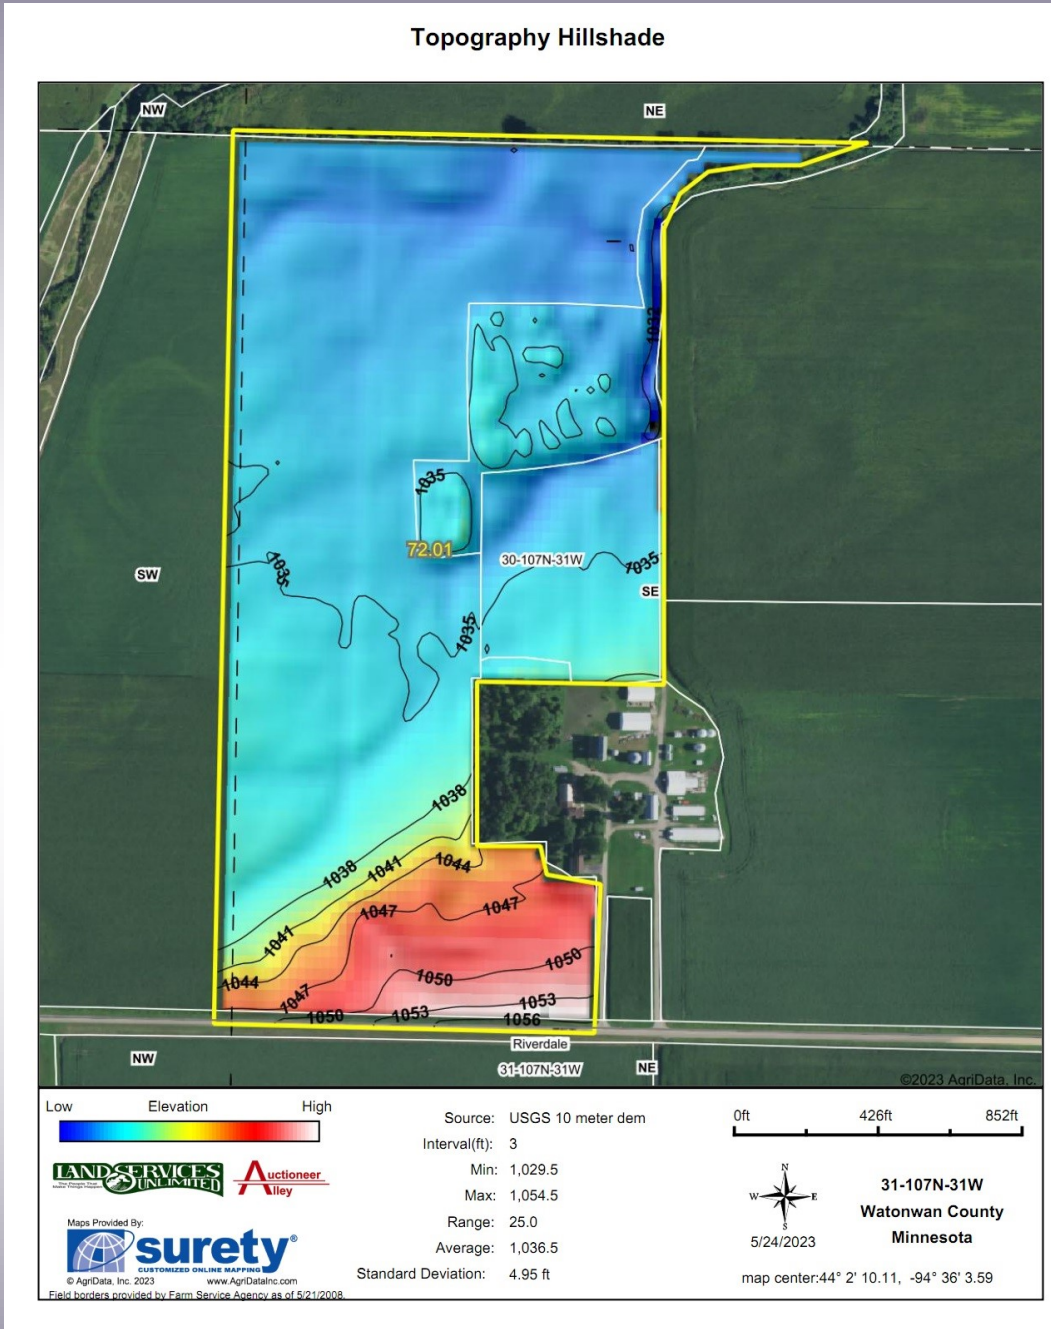 Topography Hillshade
NW
NE
1032
1035
72.01
30-107N-31W
1035
1035
SW
SE
1035
1038
1038
1041
1044
1047
1047
1041
1050
1044
1050
1047
1053
1050
1053
1056
Riverdale
NW
31-107N-31W
NE
©2023 AgriData, Inc.
Low Elevation High
Source: USGS 10 meter dem
Interval(ft): 3
Min: 1,029.5
Max: 1,054.5
Range: 25.0
Average: 1,036.5
Standard Deviation: 4.95 ft
0ft 426ft 852ft
LAND SERVICES
UNLIMITED
The People That
Make Things Happen
Auctioneer
Alley
N
W E
S
5/24/2023
31-107N-31W
Watonwan County
Minnesota
Maps Provided By:
surety®
CUSTOMIZED ONLINE MAPPING
© AgriData, Inc. 2023 www.AgriDataInc.com
map center:44° 2' 10.11, -94° 36' 3.59
Field borders provided by Farm Service Agency as of 5/21/2008.